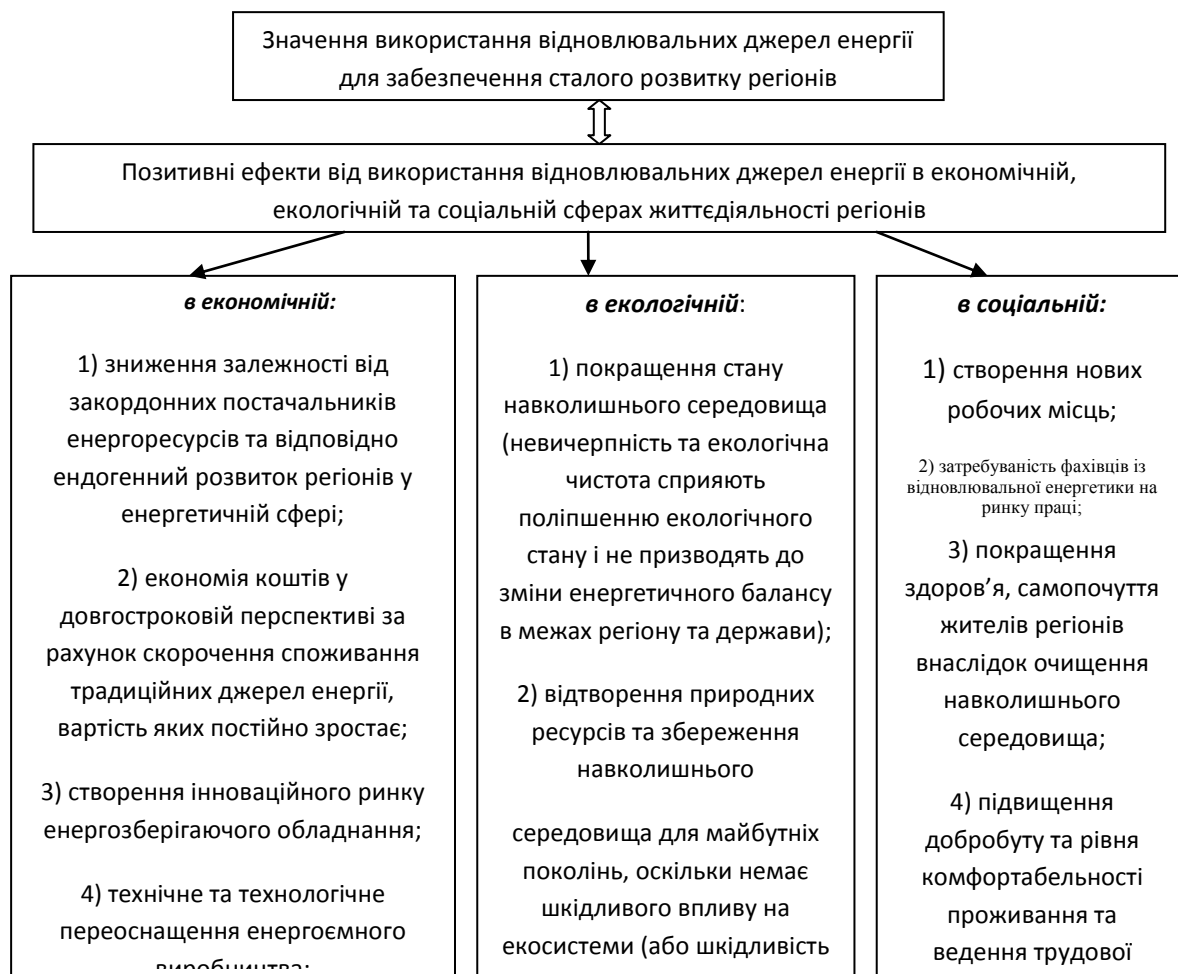 Значення використання відновлювальних джерел енергії
для забезпечення сталого розвитку регіонів
Позитивні ефекти від використання відновлювальних джерел енергії в економічній,
екологічній та соціальній сферах життєдіяльності регіонів
в економічній:
1) зниження залежності від
закордонних постачальників
енергоресурсів та відповідно
ендогенний розвиток регіонів у
енергетичній сфері;
2) економія коштів у
довгостроковій перспективі за
рахунок скорочення споживання
традиційних джерел енергії,
вартість яких постійно зростає;
3) створення інноваційного ринку
енергозберігаючого обладнання;
4) технічне та технологічне
переоснащення енергоємного
виробництва;
в екологічній:
1) покращення стану
навколишнього середовища
(невичерпність та екологічна
чистота сприяють
поліпшенню екологічного
стану і не призводять до
зміни енергетичного балансу
в межах регіону та держави);
2) відтворення природних
ресурсів та збереження
навколишнього
середовища для майбутніх
поколінь, оскільки немає
шкідливого впливу на
екосистеми (або шкідливість
в соціальній:
1) створення нових
робочих місць;
2) затребуваність фахівців із
відновлювальної енергетики на
ринку праці;
3) покращення
здоров’я, самопочуття
жителів регіонів
внаслідок очищення
навколишнього
середовища;
4) підвищення
добробуту та рівня
комфортабельності
проживання та
ведення трудової